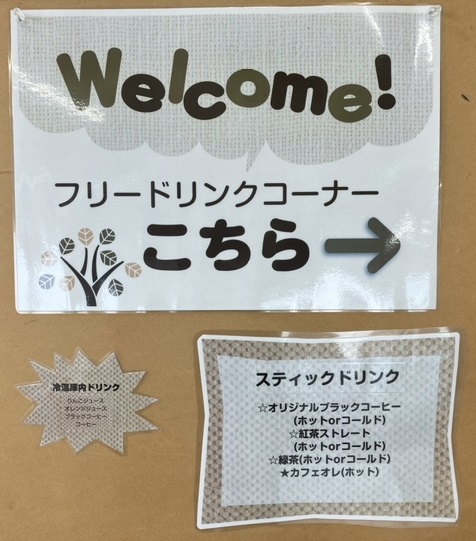 Welcome!
フリードリンクコーナー
こちら→
冷温庫内ドリンク
りんごジュース
オレンジジュース
ブラックコーヒー
コーヒー
スティックドリンク
☆オリジナルブラックコーヒー
(ホットorコールド)
☆紅茶ストレート
(ホットorコールド)
☆緑茶(ホットorコールド)
★カフェオレ(ホット)